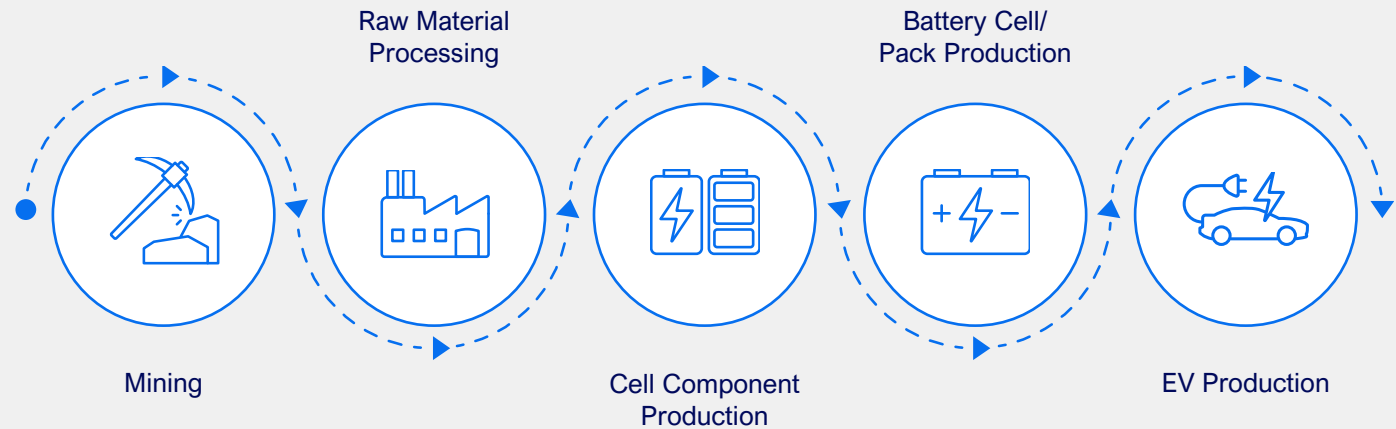 Raw Material
Processing
Battery Cell/
Pack Production
Mining
Cell Component
Production
EV Production